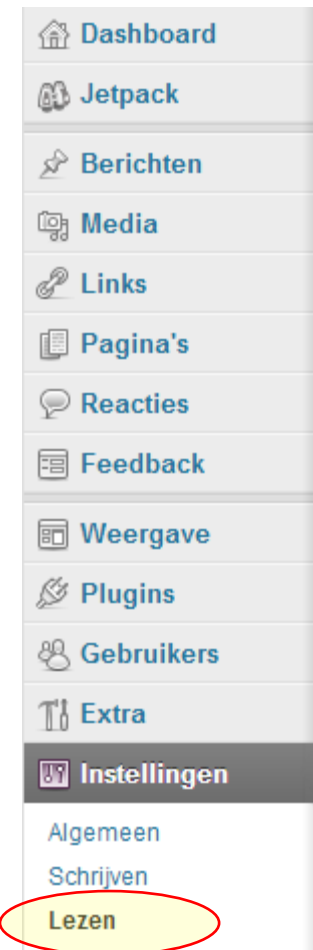 Dashboard
Jetpack
Berichten
Media
Links
Pagina's
Reacties
Feedback
Weergave
Plugins
Gebruikers
Extra
Instellingen
Algemeen
Schrijven
Lezen